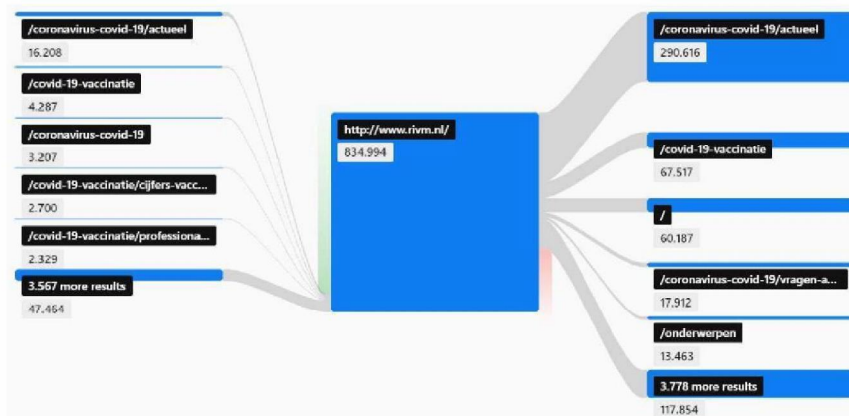 /coronavirus-covid-19/actueel
16.208
/covid-19-vaccinatie
4.287
/coronavirus-covid-19
3.207
/covid-19-vaccinatie/cijfers-vacc...
2.700
/covid-19-vaccinatie/professiona...
2.329
3.567 more results
47.464
http://www.rivm.nl/
834.994
/coronavirus-covid-19/actueel
290.616
/covid-19-vaccinatie
67.517
/
60.187
/coronavirus-covid-19/vragen-a...
17.912
/onderwerpen
13.463
3.778 more results
117.854